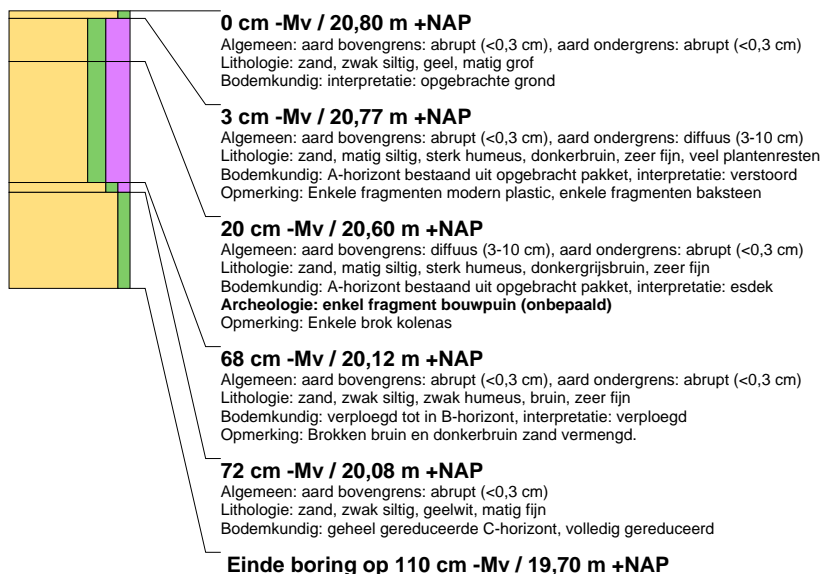 0 cm -Mv / 20,80 m +NAP
Algemeen: aard bovengrens: abrupt (<0,3 cm), aard ondergrens: abrupt (<0,3 cm)
Lithologie: zand, zwak siltig, geel, matig grof
Bodemkundig: interpretatie: opgebrachte grond
3 cm -Mv / 20,77 m +NAP
Algemeen: aard bovengrens: abrupt (<0,3 cm), aard ondergrens: diffuus (3-10 cm)
Lithologie: zand, matig siltig, sterk humeus, donkerbruin, zeer fijn, veel plantenresten
Bodemkundig: A-horizont bestaand uit opgebracht pakket, interpretatie: verstoord
Opmerking: Enkele fragmenten modern plastic, enkele fragmenten baksteen
20 cm -Mv / 20,60 m +NAP
Algemeen: aard bovengrens: diffuus (3-10 cm), aard ondergrens: abrupt (<0,3 cm)
Lithologie: zand, matig siltig, sterk humeus, donkergrijsbruin, zeer fijn
Bodemkundig: A-horizont bestaand uit opgebracht pakket, interpretatie: esdek
Archeologie: enkel fragment bouwpuin (onbepaald)
Opmerking: Enkele brok kolenas
68 cm -Mv / 20,12 m +NAP
Algemeen: aard bovengrens: abrupt (<0,3 cm), aard ondergrens: abrupt (<0,3 cm)
Lithologie: zand, zwak siltig, zwak humeus, bruin, zeer fijn
Bodemkundig: verploegd tot in B-horizont, interpretatie: verploegd
Opmerking: Brokken bruin en donkerbruin zand vermengd.
72 cm -Mv / 20,08 m +NAP
Algemeen: aard bovengrens: abrupt (<0,3 cm)
Lithologie: zand, zwak siltig, geelwit, matig fijn
Bodemkundig: geheel gereduceerde C-horizont, volledig gereduceerd
Einde boring op 110 cm -Mv / 19,70 m +NAP